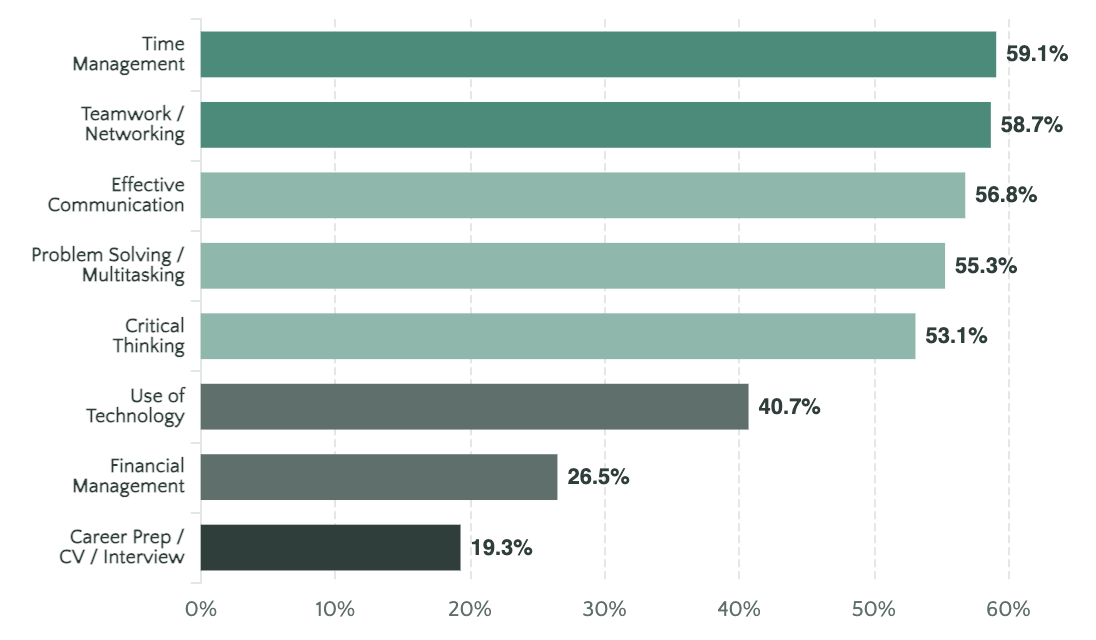 Time
Management
59.1%
Teamwork /
Networking
58.7%
Effective
Communication
56.8%
Problem Solving /
Multitasking
55.3%
Critical
Thinking
53.1%
Use of
Technology
40.7%
Financial
Management
26.5%
Career Prep /
CV / Interview
19.3%
0% 10% 20% 30% 40% 50% 60%